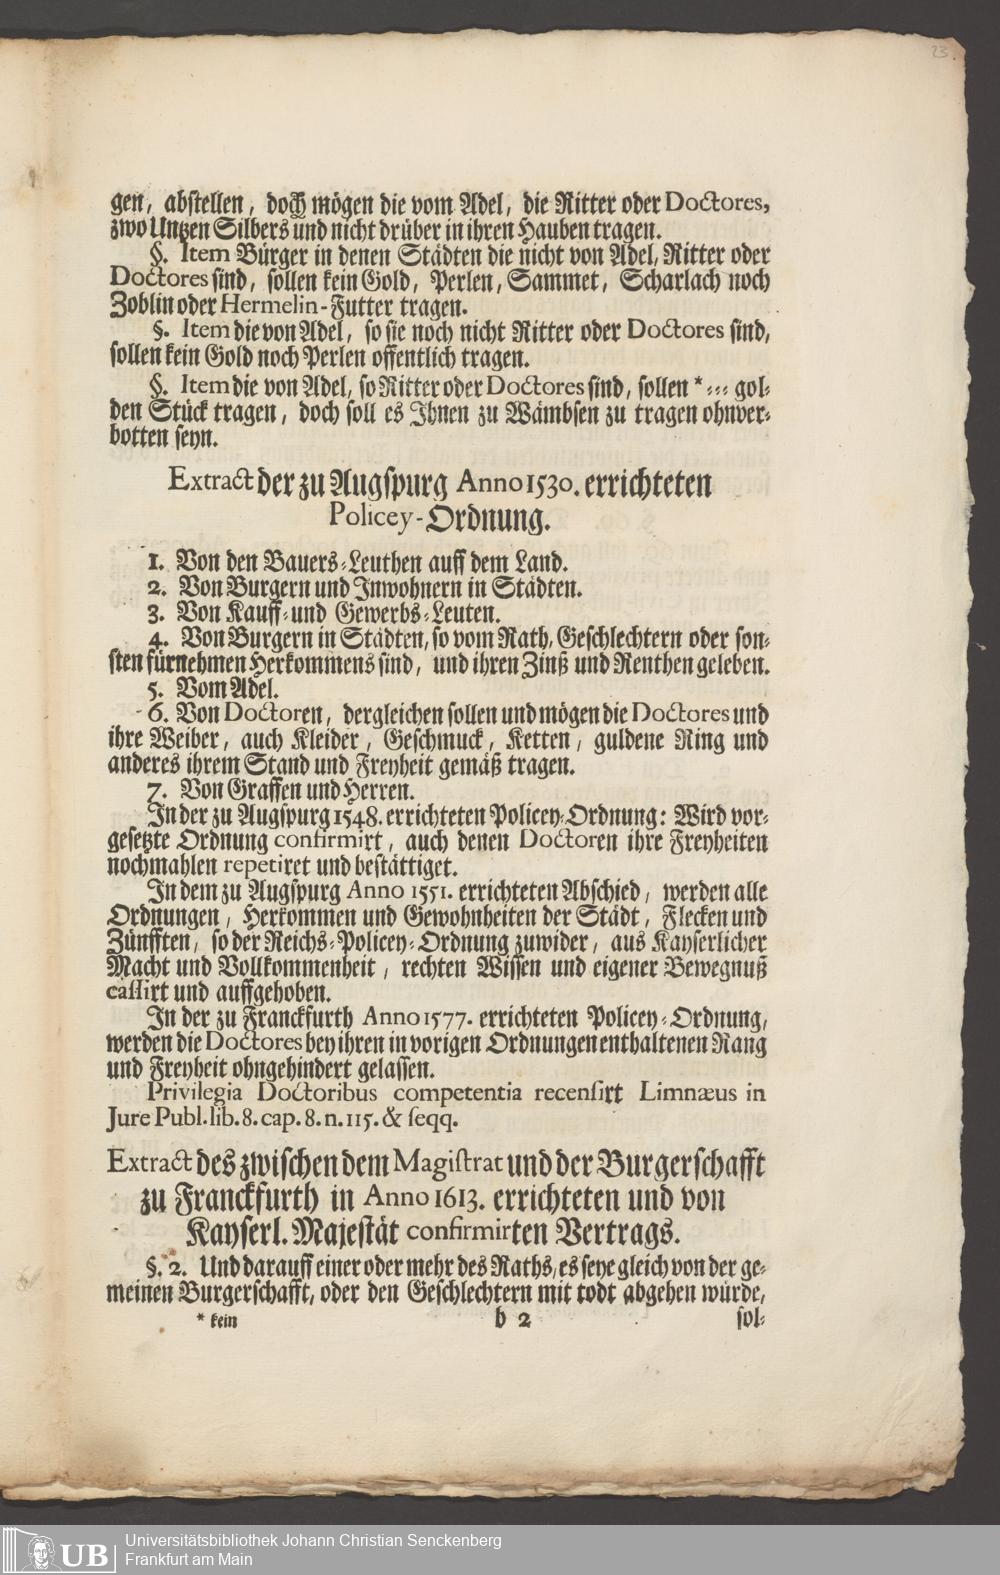 23
gen, abstellen, doch mögen die vom Adel, die Ritter oder Doctores,
zwo Untzen Silbers und nicht drüber in ihren Hauben tragen.
§. Item Bürger in denen Städten die nicht von Adel, Ritter oder
Doctores sind, sollen kein Gold, Perlen, Sammet, Scharlach noch
Zoblin oder Hermelin-Futter tragen.
§. Item die von Adel, so sie noch nicht Ritter oder Doctores sind,
sollen kein Gold noch Perlen offentlich tragen.
§. Item die von Adel, so Ritter oder Doctores sind, sollen *--- gol-
den Stück tragen, doch soll es Ihnen zu Wämbsen zu tragen ohnver-
botten seyn.
Extract der zu Augspurg Anno 1530. errichteten
Policey-Ordnung.
1. Von den Bauers-Leuthen auff dem Land.
2. Von Burgern und Inwohnern in Städten.
3. Von Kauff- und Gewerbs-Leuten.
4. Von Burgern in Städten, so vom Rath, Geschlechtern oder son-
sten fürnehmen Herkommens sind, und ihren Zinß und Renthen geleben.
5. Vom Adel.
6. Von Doctoren, dergleichen sollen und mögen die Doctores und
ihre Weiber, auch Kleider, Geschmuck, Ketten, guldene Ring und
anderes ihrem Stand und Freyheit gemäß tragen.
7. Von Graffen und Herren.
In der zu Augspurg 1548. errichteten Policey-Ordnung: Wird vor-
gesetzte Ordnung confirmirt, auch denen Doctoren ihre Freyheiten
nochmahlen repetiret und bestättiget.
In dem zu Augspurg Anno 1551. errichteten Abschied, werden alle
Ordnungen, Herkommen und Gewohnheiten der Städt, Flecken und
Zünfften, so der Reichs-Policey-Ordnung zuwider, aus Kayserlicher
Macht und Vollkommenheit, rechten Wissen und eigener Bewegnuß
cassirt und auffgehoben.
In der zu Franckfurth Anno 1577. errichteten Policey-Ordnung,
werden die Doctores bey ihren in vorigen Ordnungen enthaltenen Rang
und Freyheit ohngehindert gelassen.
Privilegia Doctoribus competentia recensirt Limnæus in
Jure Publ. lib. 8. cap. 8. n. 115. & seqq.
Extract des zwischen dem Magistrat und der Burgerschafft
zu Franckfurth in Anno 1613. errichteten und von
Kayserl. Majestät confirmirten Vertrags.
§. 2. Und darauff einer oder mehr des Raths, es seye gleich von der ge-
meinen Burgerschafft, oder den Geschlechtern mit todt abgehen würde,
* kein b 2 sol-
UB Universitätsbibliothek Johann Christian Senckenberg
Frankfurt am Main